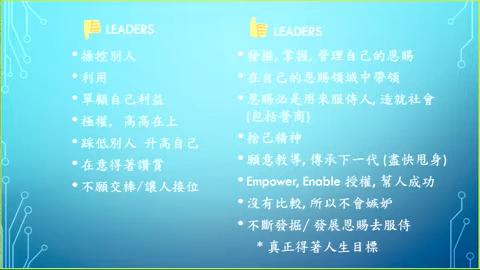 LEADERS
• 操控別人
• 利用
• 單顧自己利益
• 極權, 高高在上
• 踩低別人 升高自己
• 在意得著讚賞
• 不願交棒/讓人接位
LEADERS
• 發掘, 掌握, 管理自己的恩賜
• 在自己的恩賜領域中帶領
• 恩賜必是用來服侍人, 造就社會
(包括營商)
• 捨己精神
• 願意教導, 傳承下一代 (盡快甩身)
• Empower, Enable 授權, 幫人成功
• 沒有比較, 所以不會嫉妒
• 不斷發掘/ 發展恩賜去服侍
* 真正得著人生目標